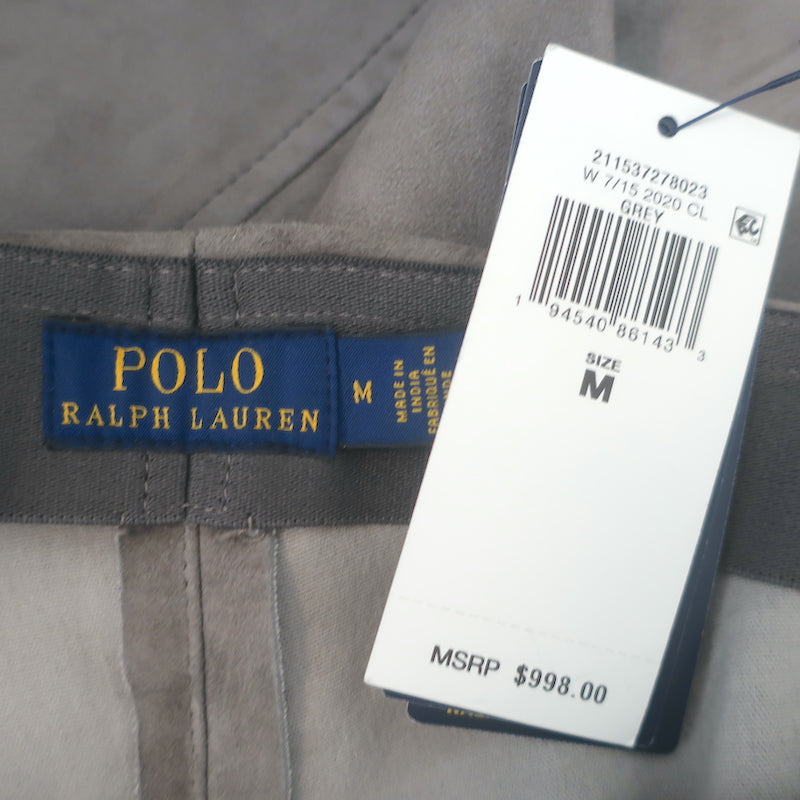 POLO
RALPH LAUREN
M
MADE IN
INDIA
FABRIQUÉ EN
211537278023
W 7/15 2020 CL
GREY
1 94540 86143 3
SIZE
M
MSRP $998.00